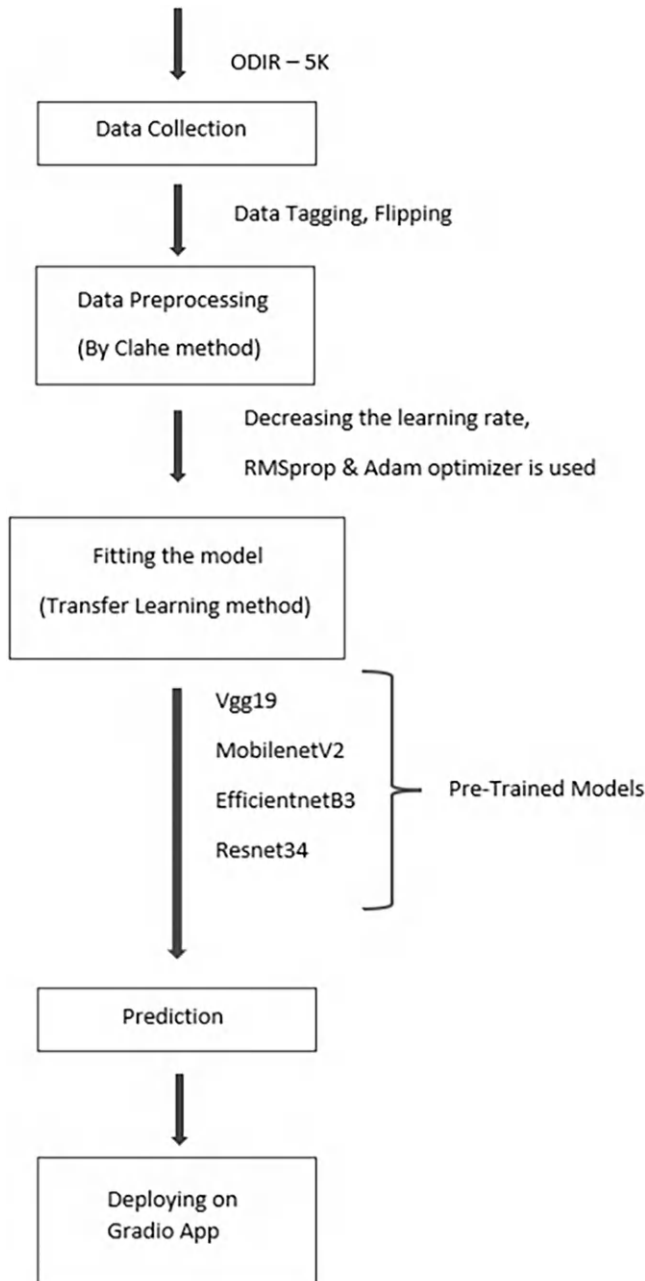 ODIR – 5K
Data Collection
Data Tagging, Flipping
Data Preprocessing
(By Clahe method)
Decreasing the learning rate,
RMSprop & Adam optimizer is used
Fitting the model
(Transfer Learning method)
Vgg19
MobilenetV2
EfficientnetB3
Resnet34
Pre-Trained Models
Prediction
Deploying on
Gradio App